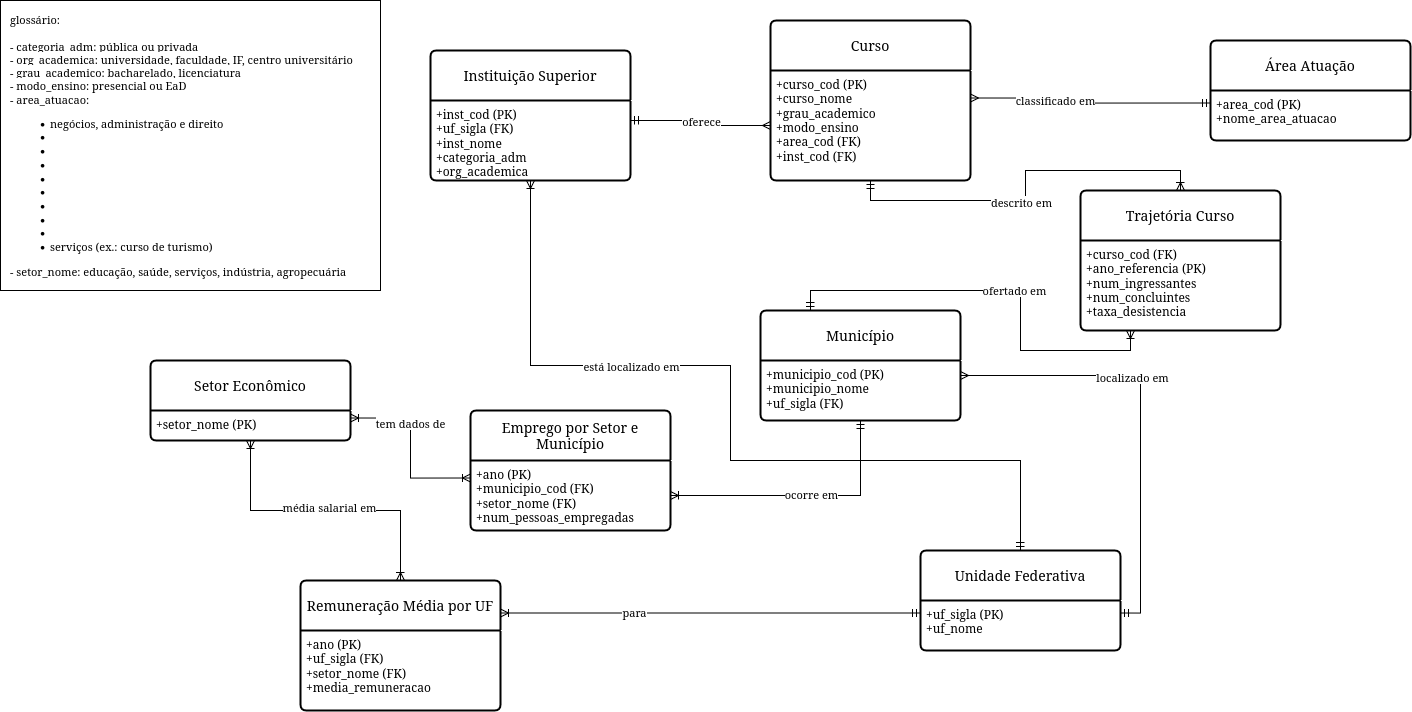 glossário:
- categoria_adm: pública ou privada
- org_academica: universidade, faculdade, IF, centro universitário
- grau_academico: bacharelado, licenciatura
- modo_ensino: presencial ou EaD
- area_atuacao:
• negócios, administração e direito
•
•
•
•
•
•
•
•
• serviços (ex.: curso de turismo)
- setor_nome: educação, saúde, serviços, indústria, agropecuária
Instituição Superior
+inst_cod (PK)
+uf_sigla (FK)
+inst_nome
+categoria_adm
+org_academica
oferece
Curso
+curso_cod (PK)
+curso_nome
+grau_academico
+modo_ensino
+area_cod (FK)
+inst_cod (FK)
classificado em
Área Atuação
+area_cod (PK)
+nome_area_atuacao
descrito em
Trajetória Curso
+curso_cod (FK)
+ano_referencia (PK)
+num_ingressantes
+num_concluintes
+taxa_desistencia
ofertado em
Município
+municipio_cod (PK)
+municipio_nome
+uf_sigla (FK)
está localizado em
localizado em
Setor Econômico
+setor_nome (PK)
tem dados de
Emprego por Setor e
Município
+ano (PK)
+municipio_cod (FK)
+setor_nome (FK)
+num_pessoas_empregadas
ocorre em
média salarial em
Remuneração Média por UF
+ano (PK)
+uf_sigla (FK)
+setor_nome (FK)
+media_remuneracao
para
Unidade Federativa
+uf_sigla (PK)
+uf_nome